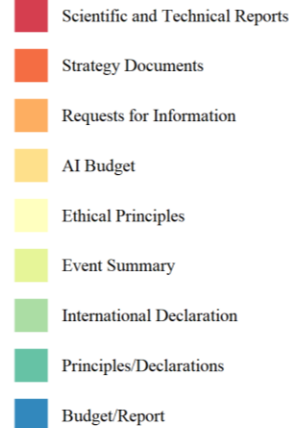 Scientific and Technical Reports
Strategy Documents
Requests for Information
AI Budget
Ethical Principles
Event Summary
International Declaration
Principles/Declarations
Budget/Report